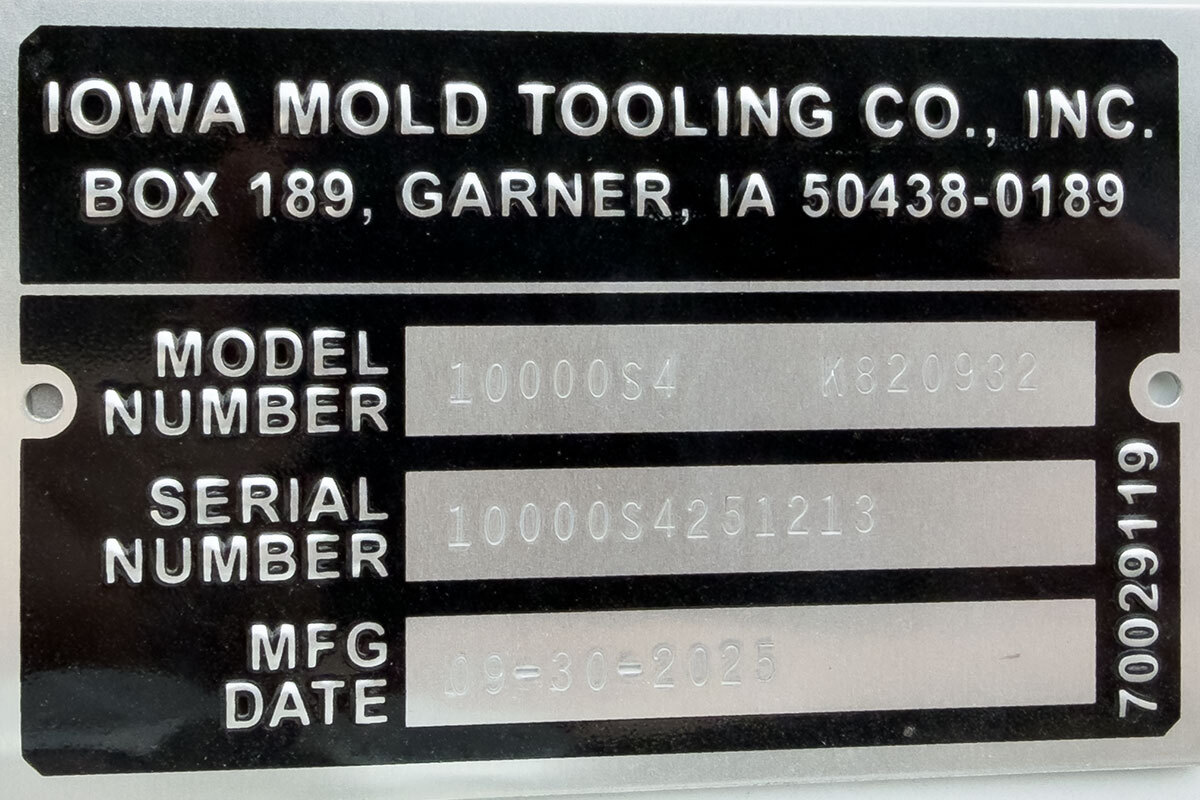 IOWA MOLD TOOLING CO., INC.
BOX 189, GARNER, IA 50438-0189
MODEL
NUMBER
10000S4 K820932
SERIAL
NUMBER
10000S4251213
MFG
DATE
09-30-2025
70029119